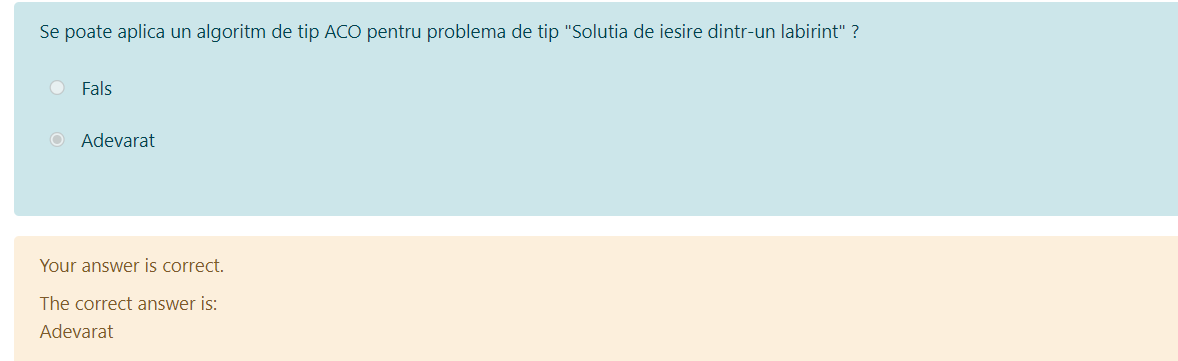 Se poate aplica un algoritm de tip ACO pentru problema de tip "Solutia de iesire dintr-un labirint" ?
Fals
Adevarat
Your answer is correct.
The correct answer is:
Adevarat